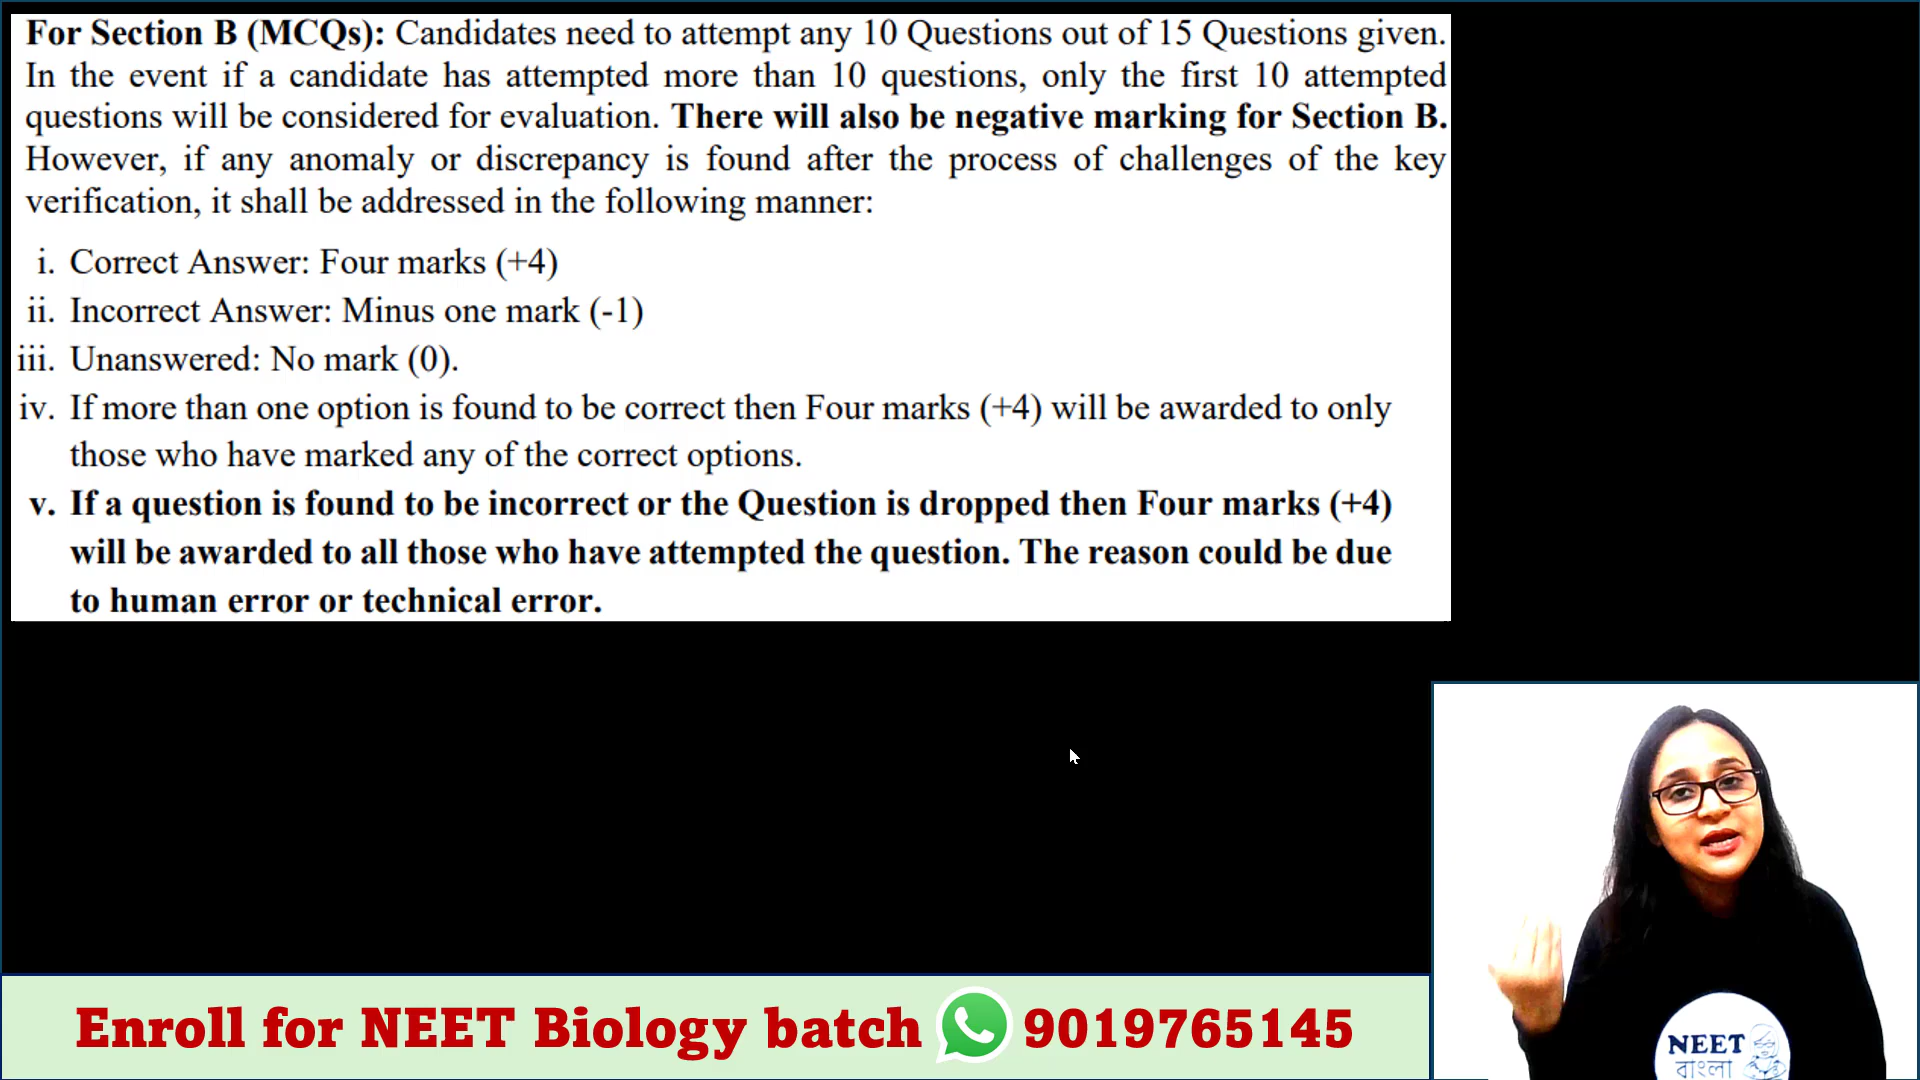 For Section B (MCQs): Candidates need to attempt any 10 Questions out of 15 Questions given.
In the event if a candidate has attempted more than 10 questions, only the first 10 attempted
questions will be considered for evaluation. There will also be negative marking for Section B.
However, if any anomaly or discrepancy is found after the process of challenges of the key
verification, it shall be addressed in the following manner:
i. Correct Answer: Four marks (+4)
ii. Incorrect Answer: Minus one mark (-1)
iii. Unanswered: No mark (0).
iv. If more than one option is found to be correct then Four marks (+4) will be awarded to only
those who have marked any of the correct options.
v. If a question is found to be incorrect or the Question is dropped then Four marks (+4)
will be awarded to all those who have attempted the question. The reason could be due
to human error or technical error.
Enroll for NEET Biology batch 9019765145
NEET
বাংলা